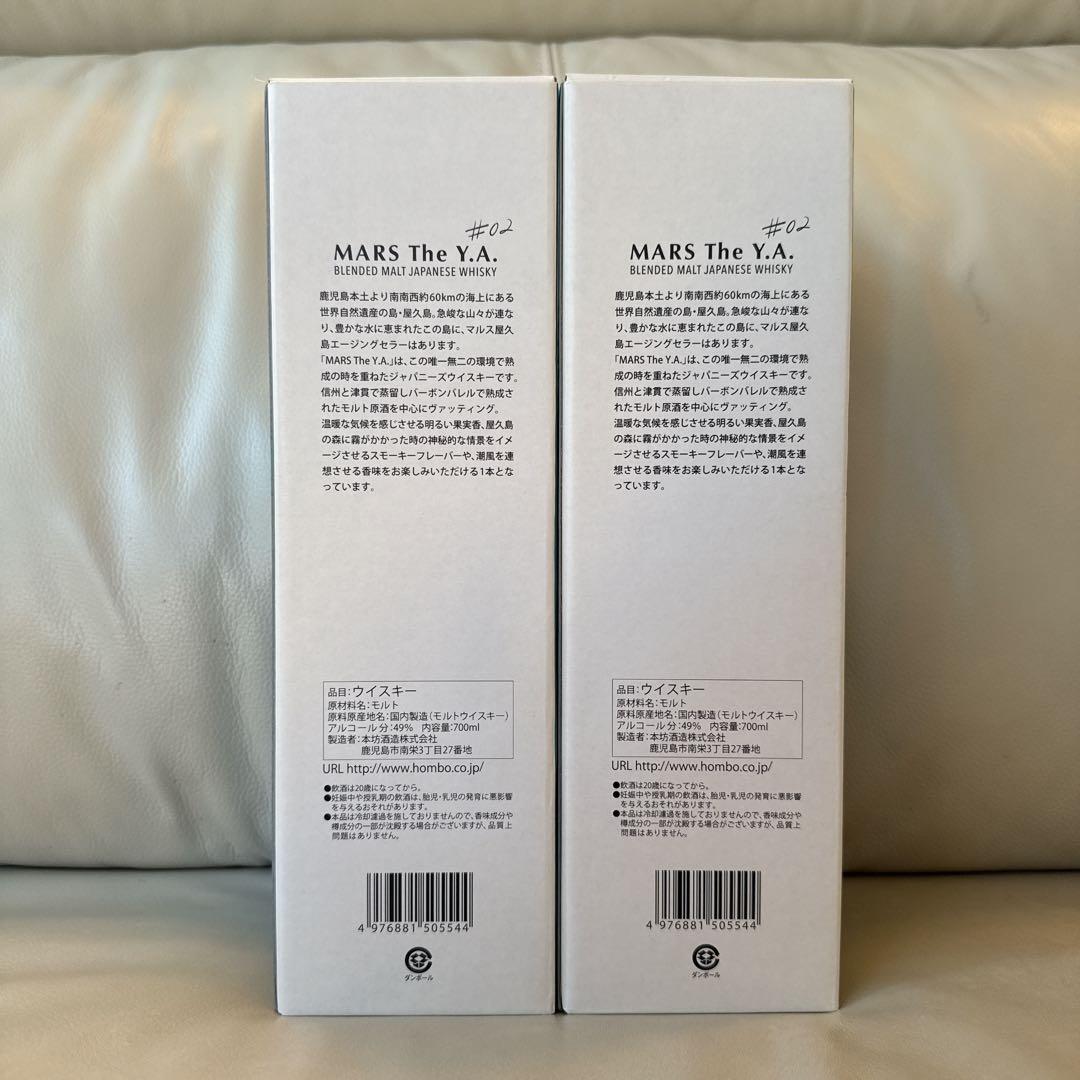 #02
MARS The Y.A.
BLENDED MALT JAPANESE WHISKY
鹿児島本土より南南西約60kmの海上にある
世界自然遺産の島・屋久島。急峻な山々が連な
り、豊かな水に恵まれたこの島に、マルス屋久
島エージングセラーはあります。
「MARS The Y.A.」は、この唯一無二の環境で熟
成の時を重ねたジャパニーズウイスキーです。
信州と津貫で蒸留しバーボンバレルで熟成さ
れたモルト原酒を中心にヴァッティング。
温暖な気候を感じさせる明るい果実香、屋久島
の森に霧がかかった時の神秘的な情景をイメ
ージさせるスモーキーフレーバーや、潮風を連
想させる香味をお楽しみいただける1本とな
っています。
品目：ウイスキー
原材料名：モルト
原料原産地名：国内製造（モルトウイスキー）
アルコール分：49% 内容量：700ml
製造者：本坊酒造株式会社
鹿児島市南栄3丁目27番地
URL http://www.hombo.co.jp/
●飲酒は20歳になってから。
●妊娠中や授乳期の飲酒は、胎児・乳児の発育に悪影響
を与えるおそれがあります。
●本品は冷却濾過を施しておりませんので、香味成分や
樽成分の一部が沈殿する場合がございますが、品質上
問題はありません。
4 976881 505544
ダンボール
#02
MARS The Y.A.
BLENDED MALT JAPANESE WHISKY
鹿児島本土より南南西約60kmの海上にある
世界自然遺産の島・屋久島。急峻な山々が連な
り、豊かな水に恵まれたこの島に、マルス屋久
島エージングセラーはあります。
「MARS The Y.A.」は、この唯一無二の環境で熟
成の時を重ねたジャパニーズウイスキーです。
信州と津貫で蒸留しバーボンバレルで熟成さ
れたモルト原酒を中心にヴァッティング。
温暖な気候を感じさせる明るい果実香、屋久島
の森に霧がかかった時の神秘的な情景をイメ
ージさせるスモーキーフレーバーや、潮風を連
想させる香味をお楽しみいただける1本とな
っています。
品目：ウイスキー
原材料名：モルト
原料原産地名：国内製造（モルトウイスキー）
アルコール分：49% 内容量：700ml
製造者：本坊酒造株式会社
鹿児島市南栄3丁目27番地
URL http://www.hombo.co.jp/
●飲酒は20歳になってから。
●妊娠中や授乳期の飲酒は、胎児・乳児の発育に悪影響
を与えるおそれがあります。
●本品は冷却濾過を施しておりませんので、香味成分や
樽成分の一部が沈殿する場合がございますが、品質上
問題はありません。
4 976881 505544
ダンボール